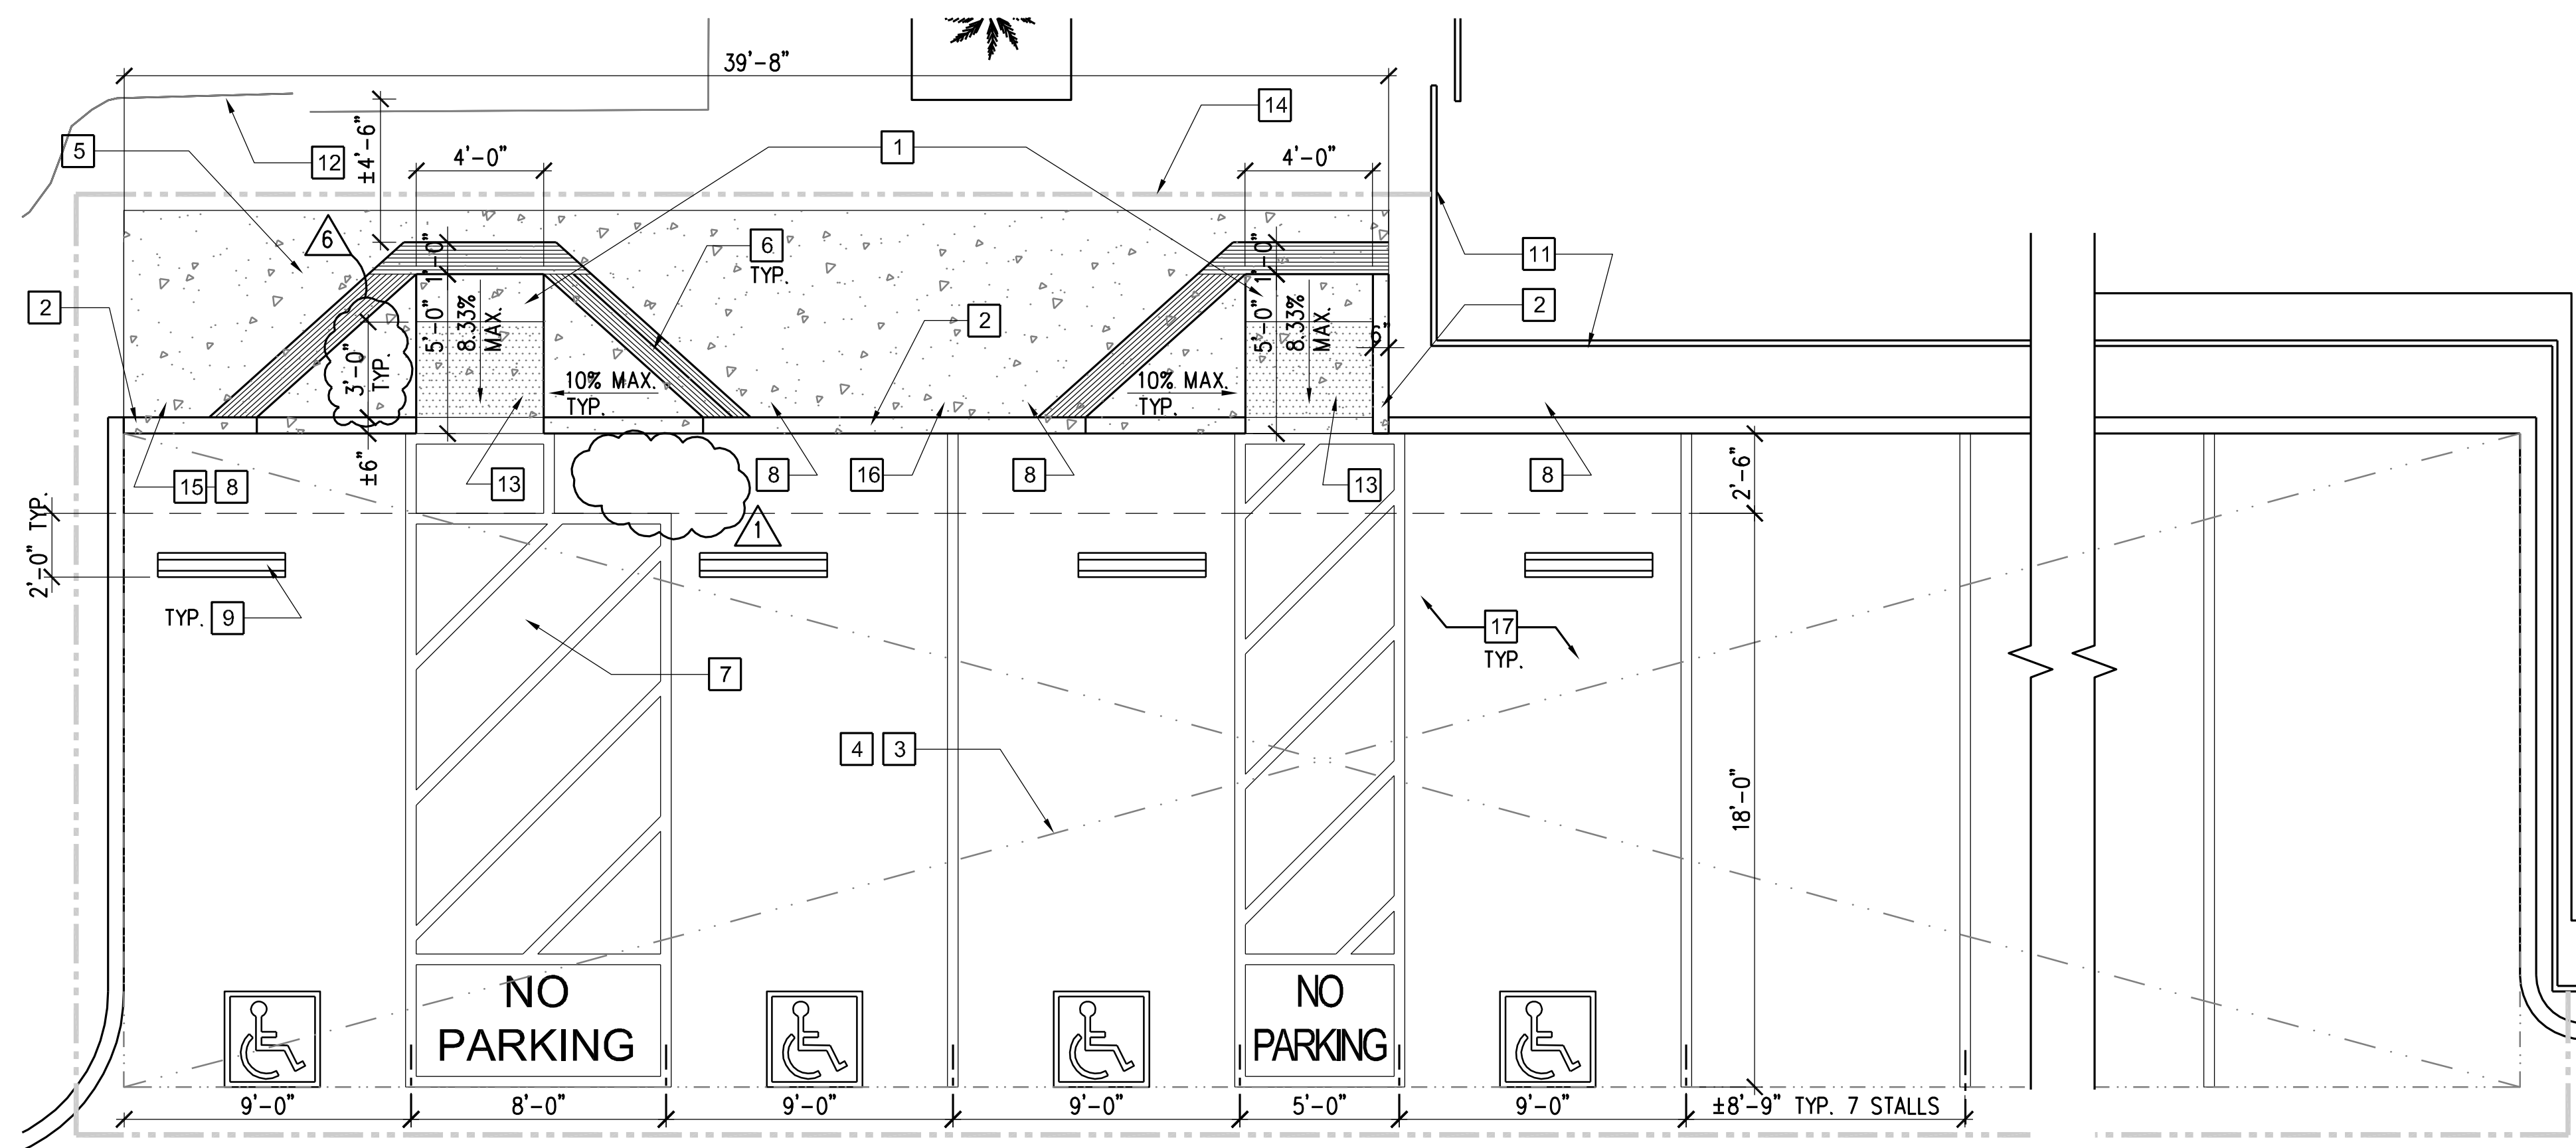 39'-8"
14
5
12
±4'-6"
4'-0"
1
4'-0"
6
6
TYP.
11
2
2
2
1'-0"
5'-0"
8.33%
MAX.
3'-0"
TYP.
10% MAX.
TYP.
1'-0"
5'-0"
8.33%
MAX.
6"
10% MAX.
TYP.
±6"
15
8
13
8
16
8
13
8
2'-6"
1
2'-0" TYP.
TYP.
9
7
17
TYP.
4
3
18'-0"
NO
PARKING
NO
PARKING
9'-0"
8'-0"
9'-0"
9'-0"
5'-0"
9'-0"
±8'-9" TYP. 7 STALLS